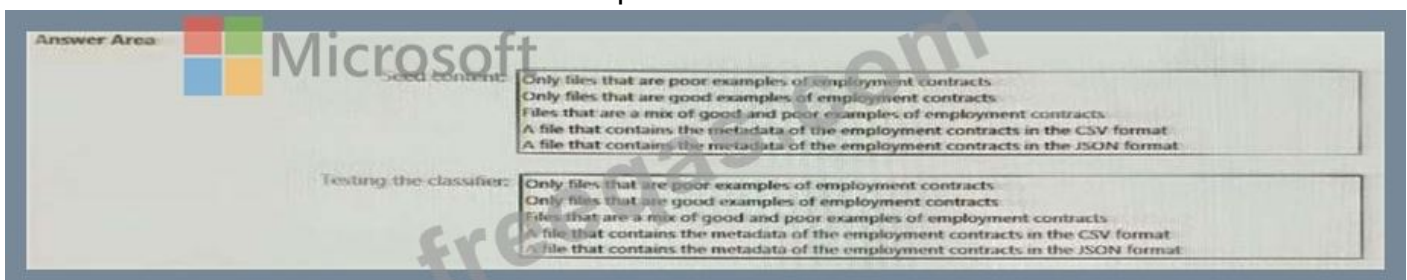 Answer Area
Microsoft
Seed content:
Only files that are poor examples of employment contracts
Only files that are good examples of employment contracts
Files that are a mix of good and poor examples of employment contracts
A file that contains the metadata of the employment contracts in the CSV format
A file that contains the metadata of the employment contracts in the JSON format
Testing the classifier:
Only files that are poor examples of employment contracts
Only files that are good examples of employment contracts
Files that are a mix of good and poor examples of employment contracts
A file that contains the metadata of the employment contracts in the CSV format
A file that contains the metadata of the employment contracts in the JSON format
freeqas.com